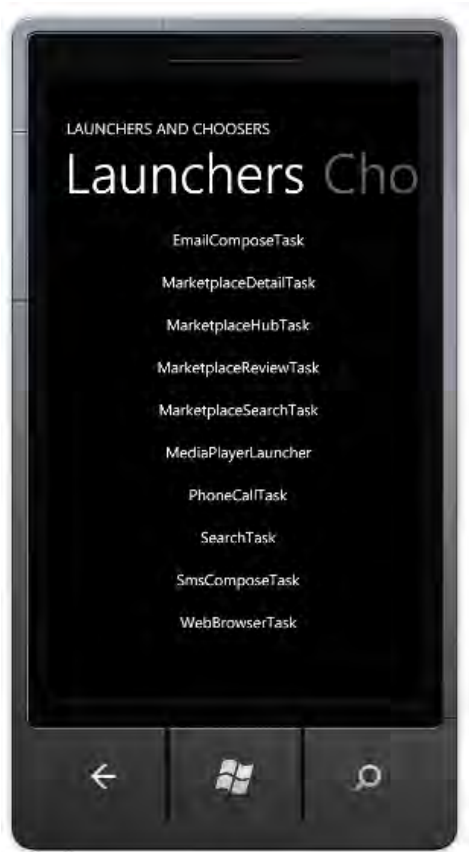 LAUNCHERS AND CHOOSERS
Launchers Cho
EmailComposeTask
MarketplaceDetailTask
MarketplaceHubTask
MarketplaceReviewTask
MarketplaceSearchTask
MediaPlayerLauncher
PhoneCallTask
SearchTask
SmsComposeTask
WebBrowserTask